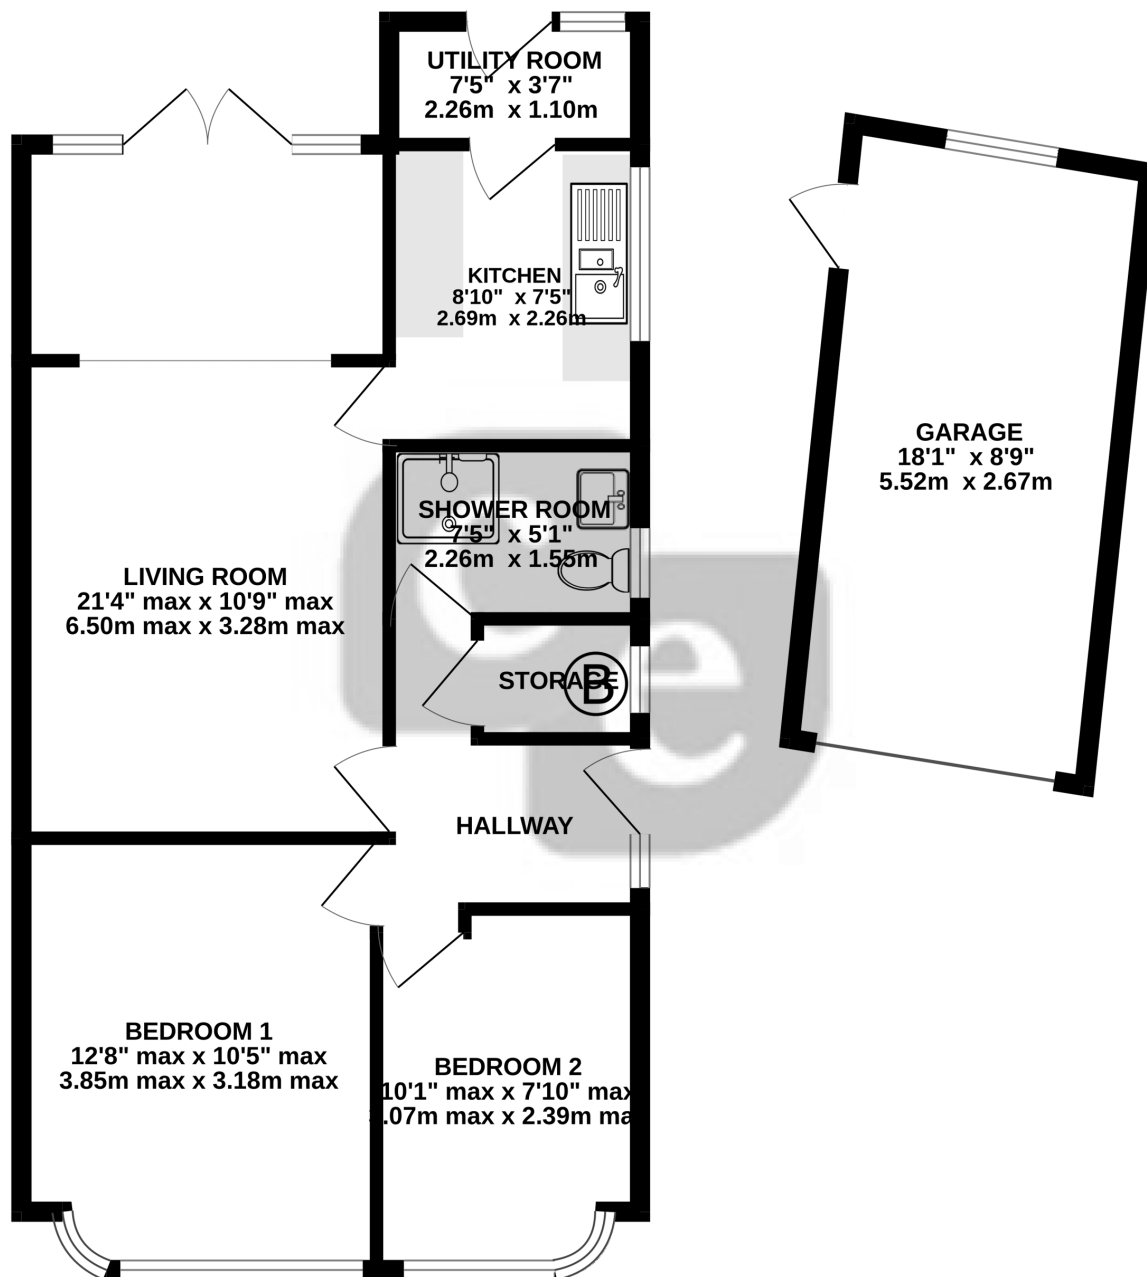 UTILITY ROOM
7'5" x 3'7"
2.26m x 1.10m
KITCHEN
8'10" x 7'5"
2.69m x 2.26m
GARAGE
18'1" x 8'9"
5.52m x 2.67m
SHOWER ROOM
7'5" x 5'1"
2.26m x 1.55m
LIVING ROOM
21'4" max x 10'9" max
6.50m max x 3.28m max
STORAGE
B
HALLWAY
BEDROOM 1
12'8" max x 10'5" max
3.85m max x 3.18m max
BEDROOM 2
10'1" max x 7'10" max
.07m max x 2.39m ma